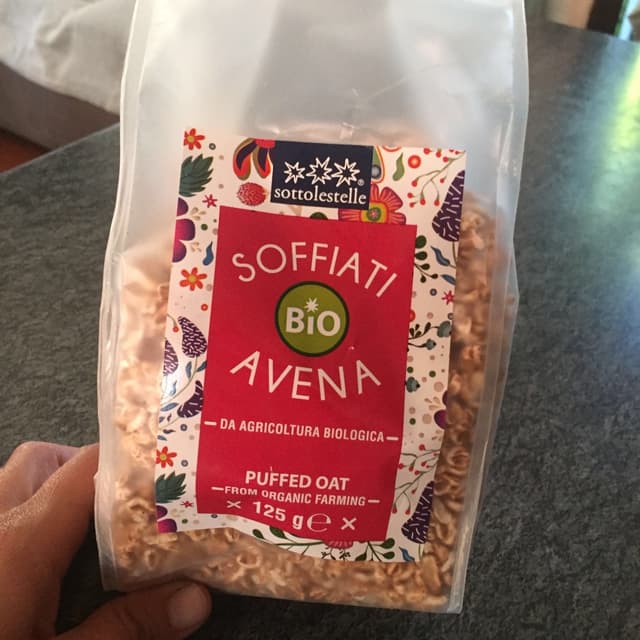 sottolestelle®
SOFFIATI
BiO
AVENA
DA AGRICOLTURA BIOLOGICA
PUFFED OAT
FROM ORGANIC FARMING
125 g ℮